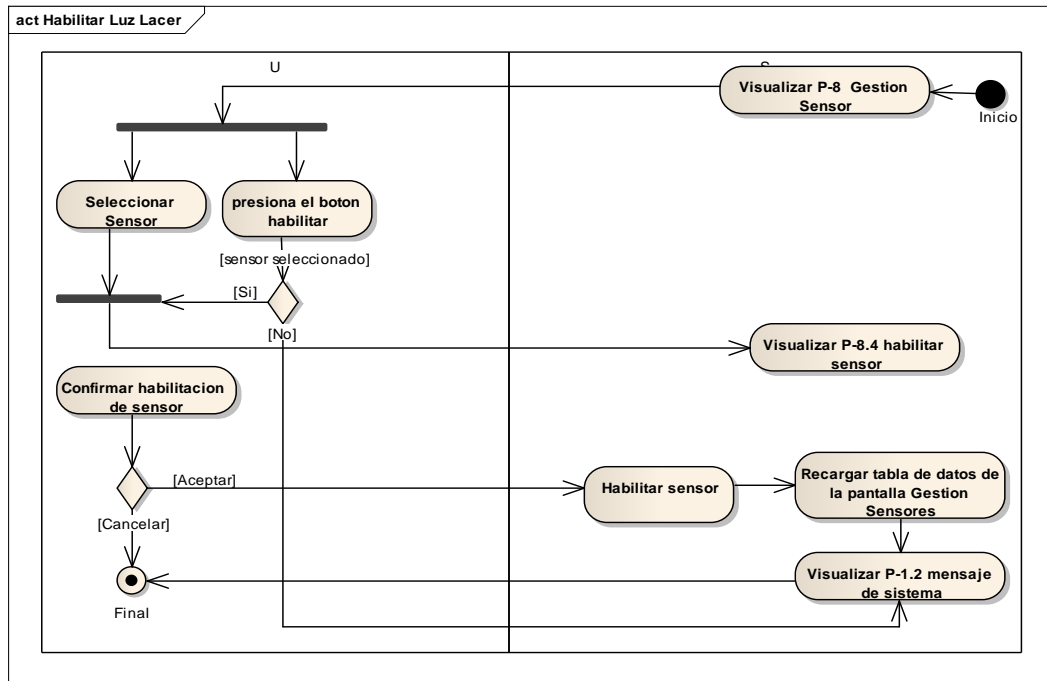 act Habilitar Luz Lacer
U
Visualizar P-8 Gestion
Sensor
Inicio
Seleccionar
Sensor
presiona el boton
habilitar
[sensor seleccionado]
[Si]
[No]
Visualizar P-8.4 habilitar
sensor
Confirmar habilitacion
de sensor
[Aceptar]
[Cancelar]
Habilitar sensor
Recargar tabla de datos de
la pantalla Gestion
Sensores
Visualizar P-1.2 mensaje
de sistema
Final